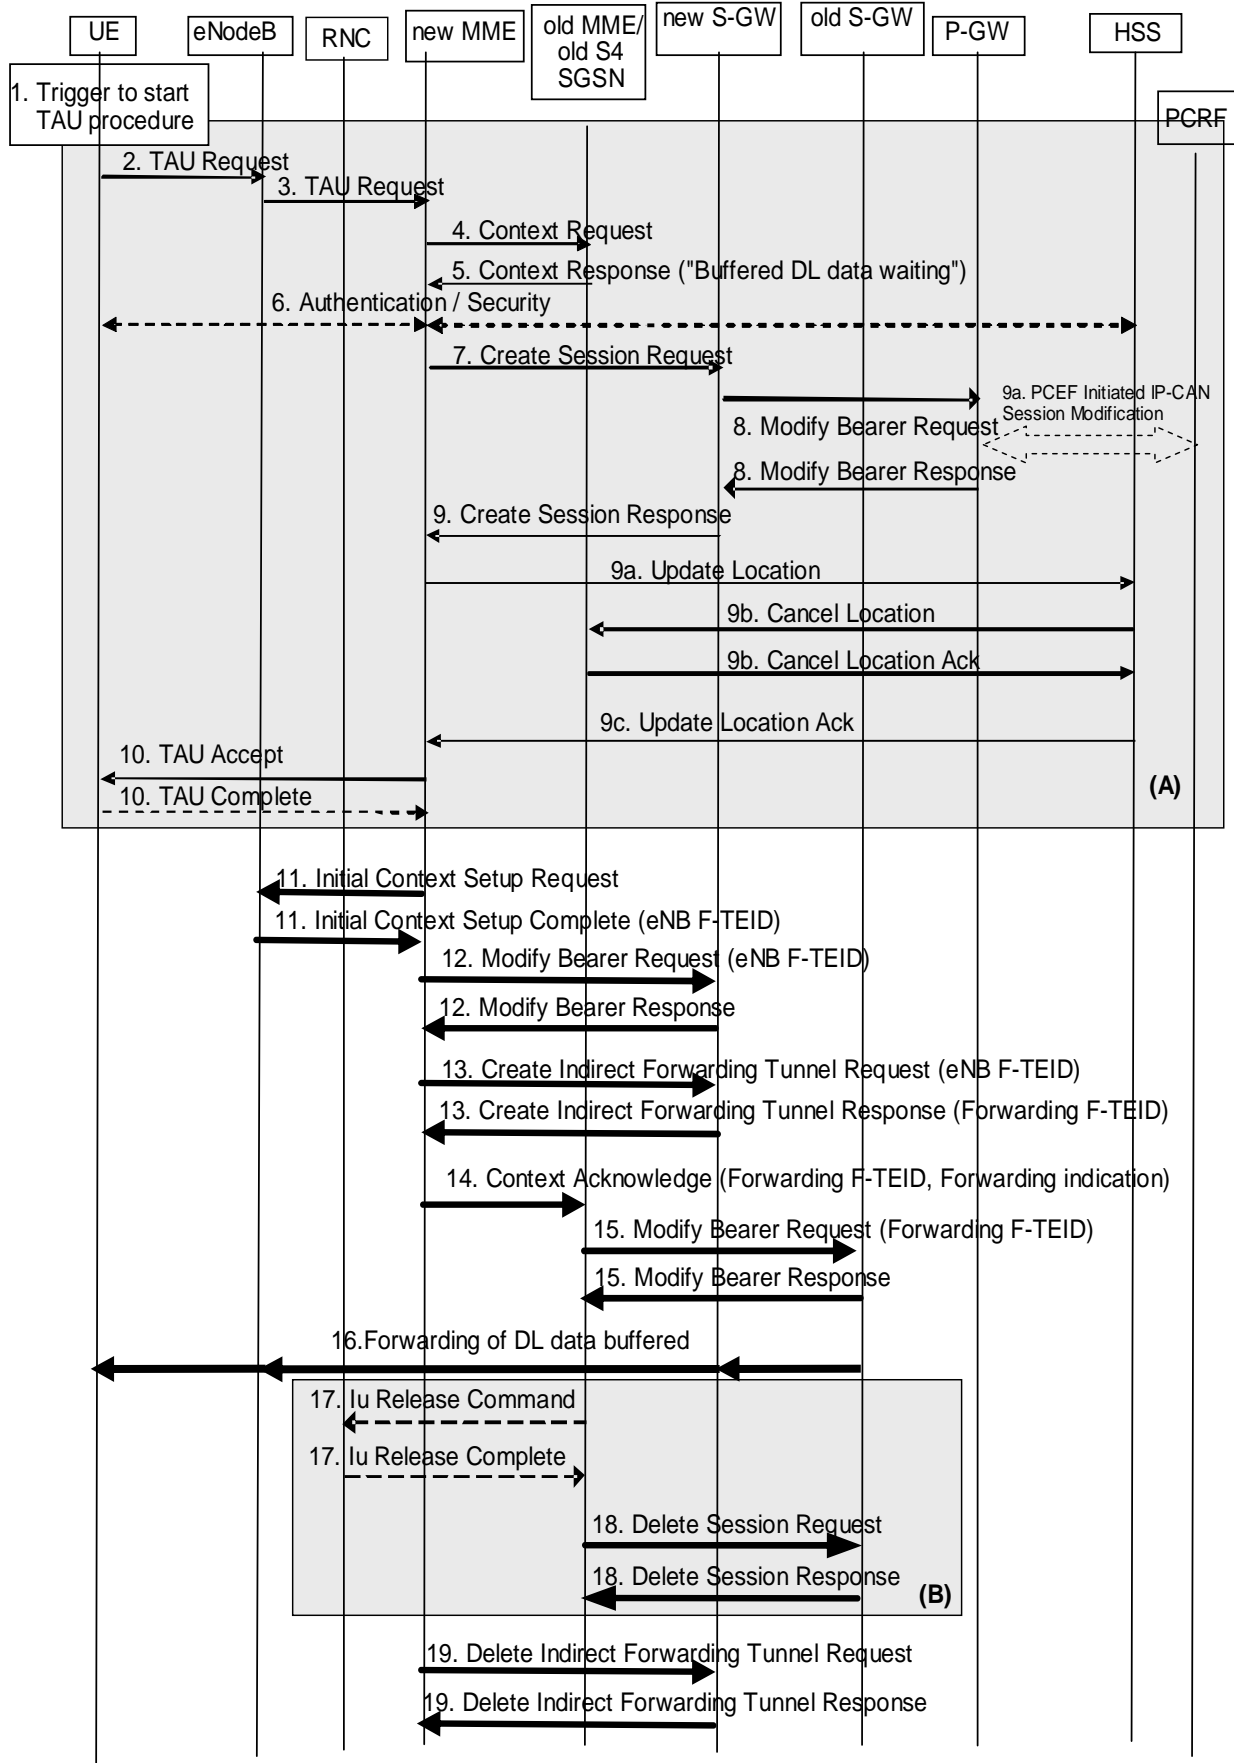 UE
eNodeB
RNC
new MME
old MME/
old S4
SGSN
new S-GW
old S-GW
P-GW
HSS
PCRF
1. Trigger to start
TAU procedure
2. TAU Request
3. TAU Request
4. Context Request
5. Context Response ("Buffered DL data waiting")
6. Authentication / Security
7. Create Session Request
9a. PCEF Initiated IP-CAN
Session Modification
8. Modify Bearer Request
8. Modify Bearer Response
9. Create Session Response
9a. Update Location
9b. Cancel Location
9b. Cancel Location Ack
9c. Update Location Ack
10. TAU Accept
10. TAU Complete
(A)
11. Initial Context Setup Request
11. Initial Context Setup Complete (eNB F-TEID)
12. Modify Bearer Request (eNB F-TEID)
12. Modify Bearer Response
13. Create Indirect Forwarding Tunnel Request (eNB F-TEID)
13. Create Indirect Forwarding Tunnel Response (Forwarding F-TEID)
14. Context Acknowledge (Forwarding F-TEID, Forwarding indication)
15. Modify Bearer Request (Forwarding F-TEID)
15. Modify Bearer Response
16.Forwarding of DL data buffered
17. Iu Release Command
17. Iu Release Complete
18. Delete Session Request
18. Delete Session Response
(B)
19. Delete Indirect Forwarding Tunnel Request
19. Delete Indirect Forwarding Tunnel Response